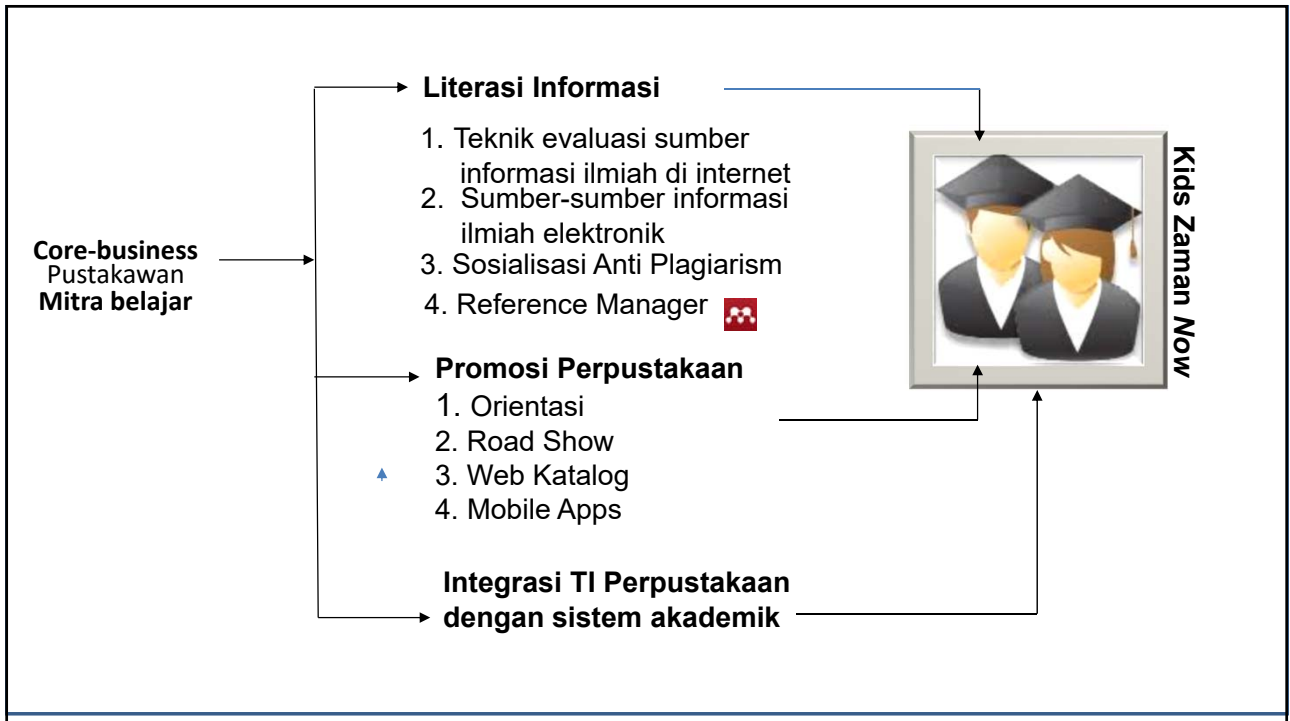 Core-business
Pustakawan
Mitra belajar
Literasi Informasi
1. Teknik evaluasi sumber
informasi ilmiah di internet
2. Sumber-sumber informasi
ilmiah elektronik
3. Sosialisasi Anti Plagiarism
4. Reference Manager
Promosi Perpustakaan
1. Orientasi
2. Road Show
3. Web Katalog
4. Mobile Apps
Integrasi TI Perpustakaan
dengan sistem akademik
Kids Zaman Now